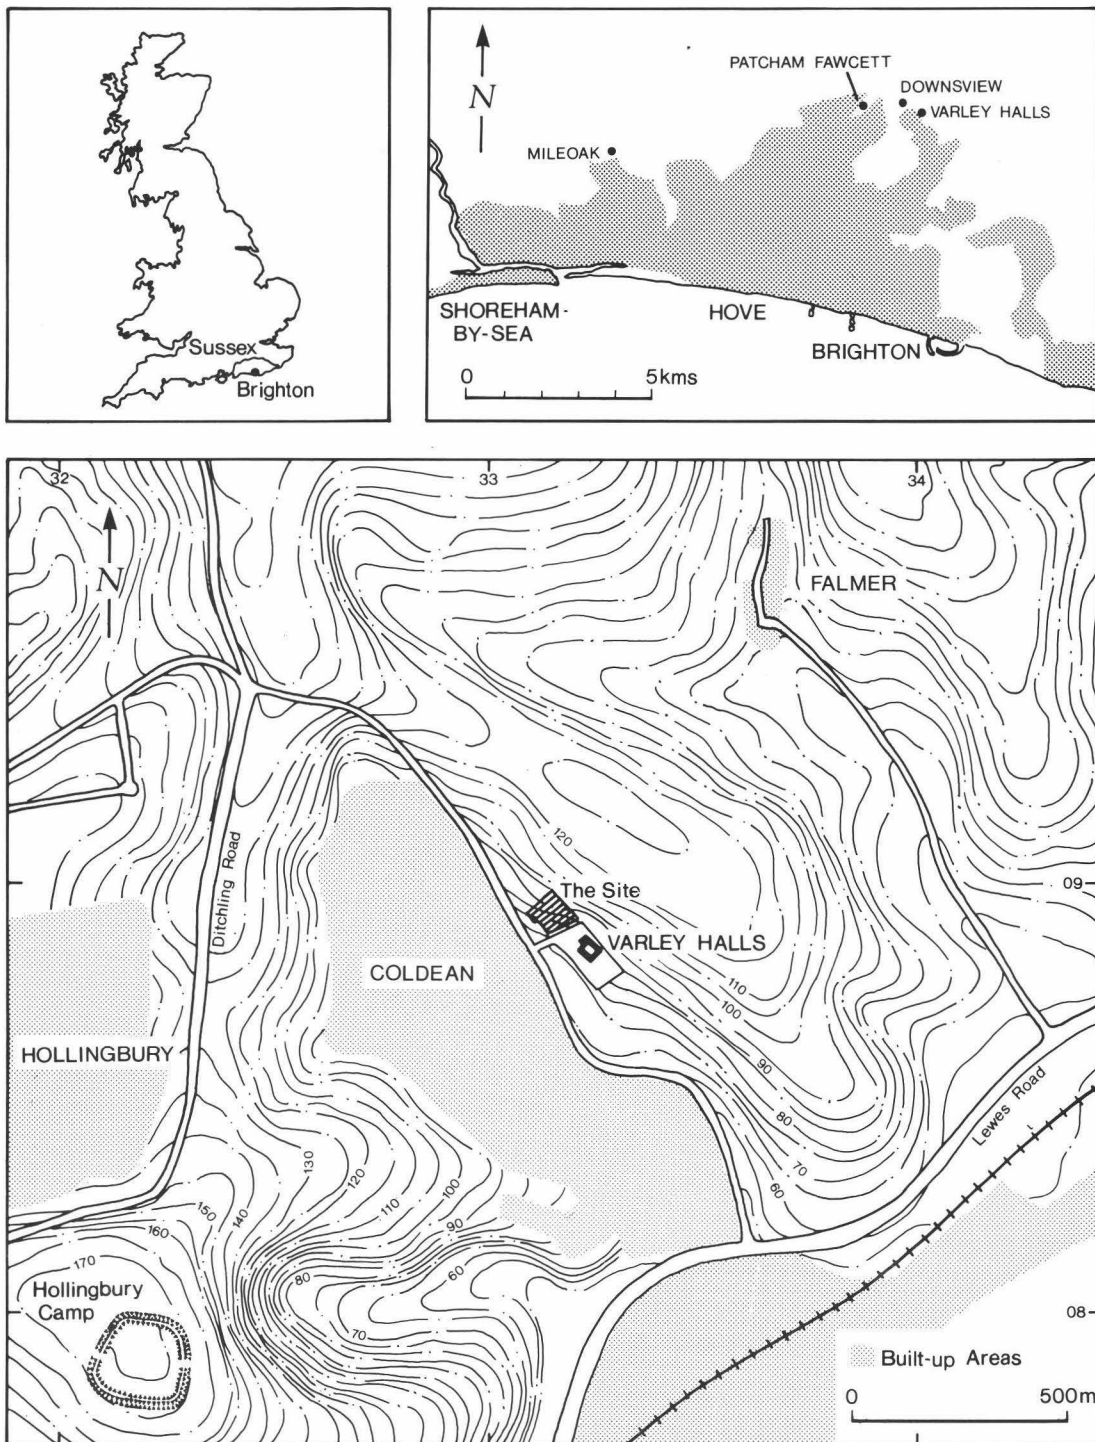 Sussex
Brighton
N
PATCHAM FAWCETT
DOWNSVIEW
VARLEY HALLS
MILEOAK
SHOREHAM-
BY-SEA
HOVE
BRIGHTON
0 5kms
32
33
34
N
FALMER
Ditchling Road
120
The Site
09
VARLEY HALLS
COLDEAN
110
100
HOLLINGBURY
90
80
Lewes Road
70
60
130
120
110
100
90
150
140
160
170
80
60
70
Hollingbury
Camp
08
Built-up Areas
0 500m